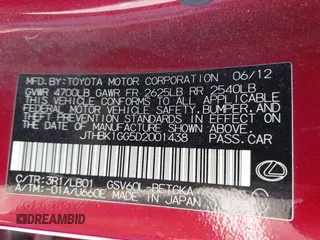 MFD. BY: TOYOTA MOTOR CORPORATION 06/12
GVWR 4700LB GAWR FR 2625LB RR 2540LB
THIS VEHICLE CONFORMS TO ALL APPLICABLE
FEDERAL MOTOR VEHICLE SAFETY, BUMPER, AND
THEFT PREVENTION STANDARDS IN EFFECT ON
THE DATE OF MANUFACTURE SHOWN ABOVE.
JTHBK1GG5D2001438 PASS. CAR
C/TR:3R1/LB01 GSV60L-BETGKA
A/TM:-01A/U660E MADE IN JAPAN